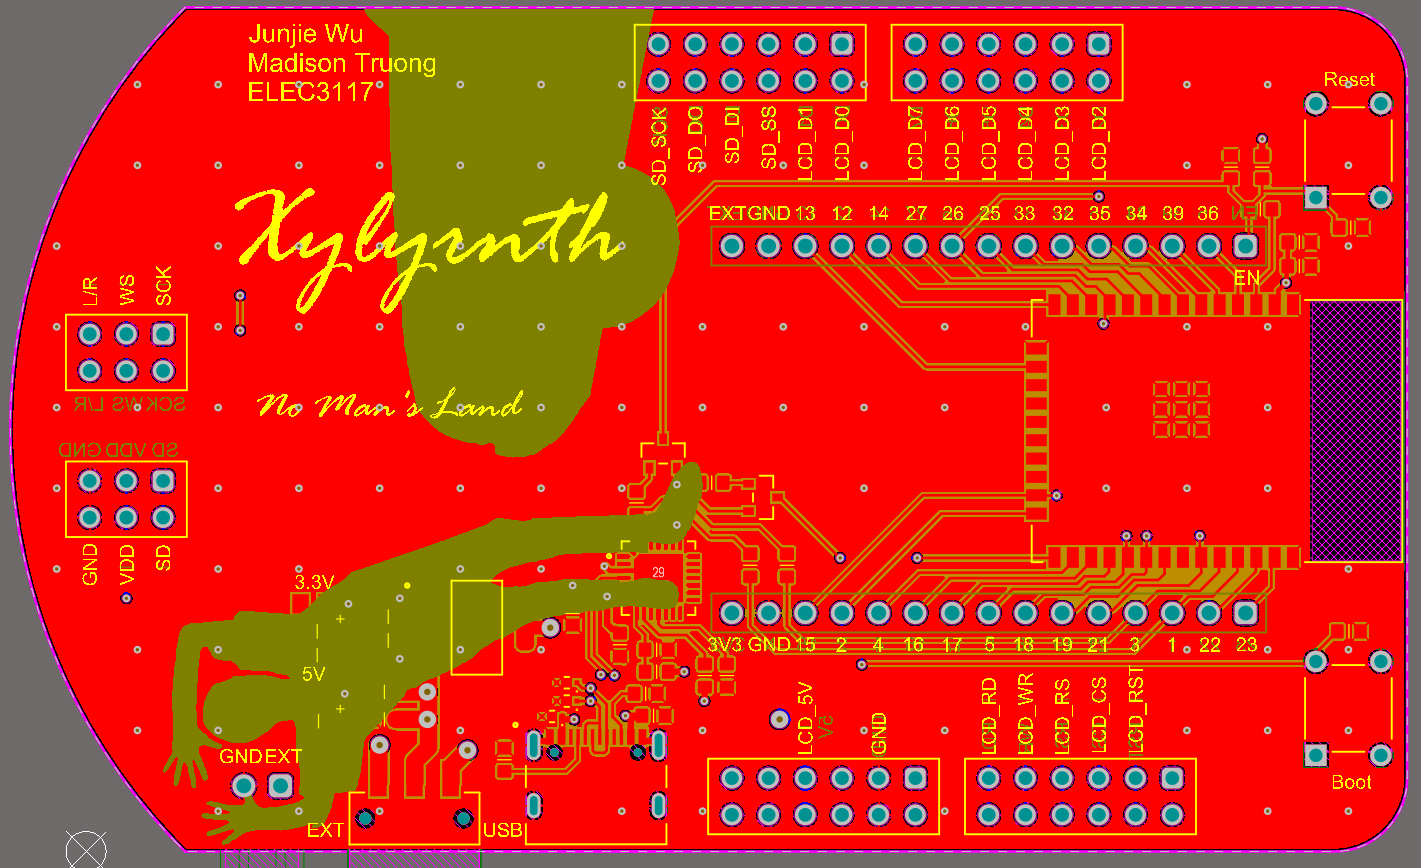 Junjie Wu
Madison Truong
ELEC3117
SD_SCK
SD_DO
SD_DI
SD_SS
LCD_D1
LCD_D0
LCD_D7
LCD_D6
LCD_D5
LCD_D4
LCD_D3
LCD_D2
Reset
Xylyrnth
EXT GND 13 12 14 27 26 25 33 32 35 34 39 36 EN
EN
L/R WS SCK
SCK WS L/R
No Man's Land
SD VDD GND
GND VDD SD
29
3.3V
3V3 GND 15 2 4 16 17 5 18 19 21 3 1 22 23
5V
LCD_5V
5V
GND
LCD_RD
LCD_WR
LCD_RS
LCD_CS
LCD_RST
GND EXT
Boot
EXT
USB